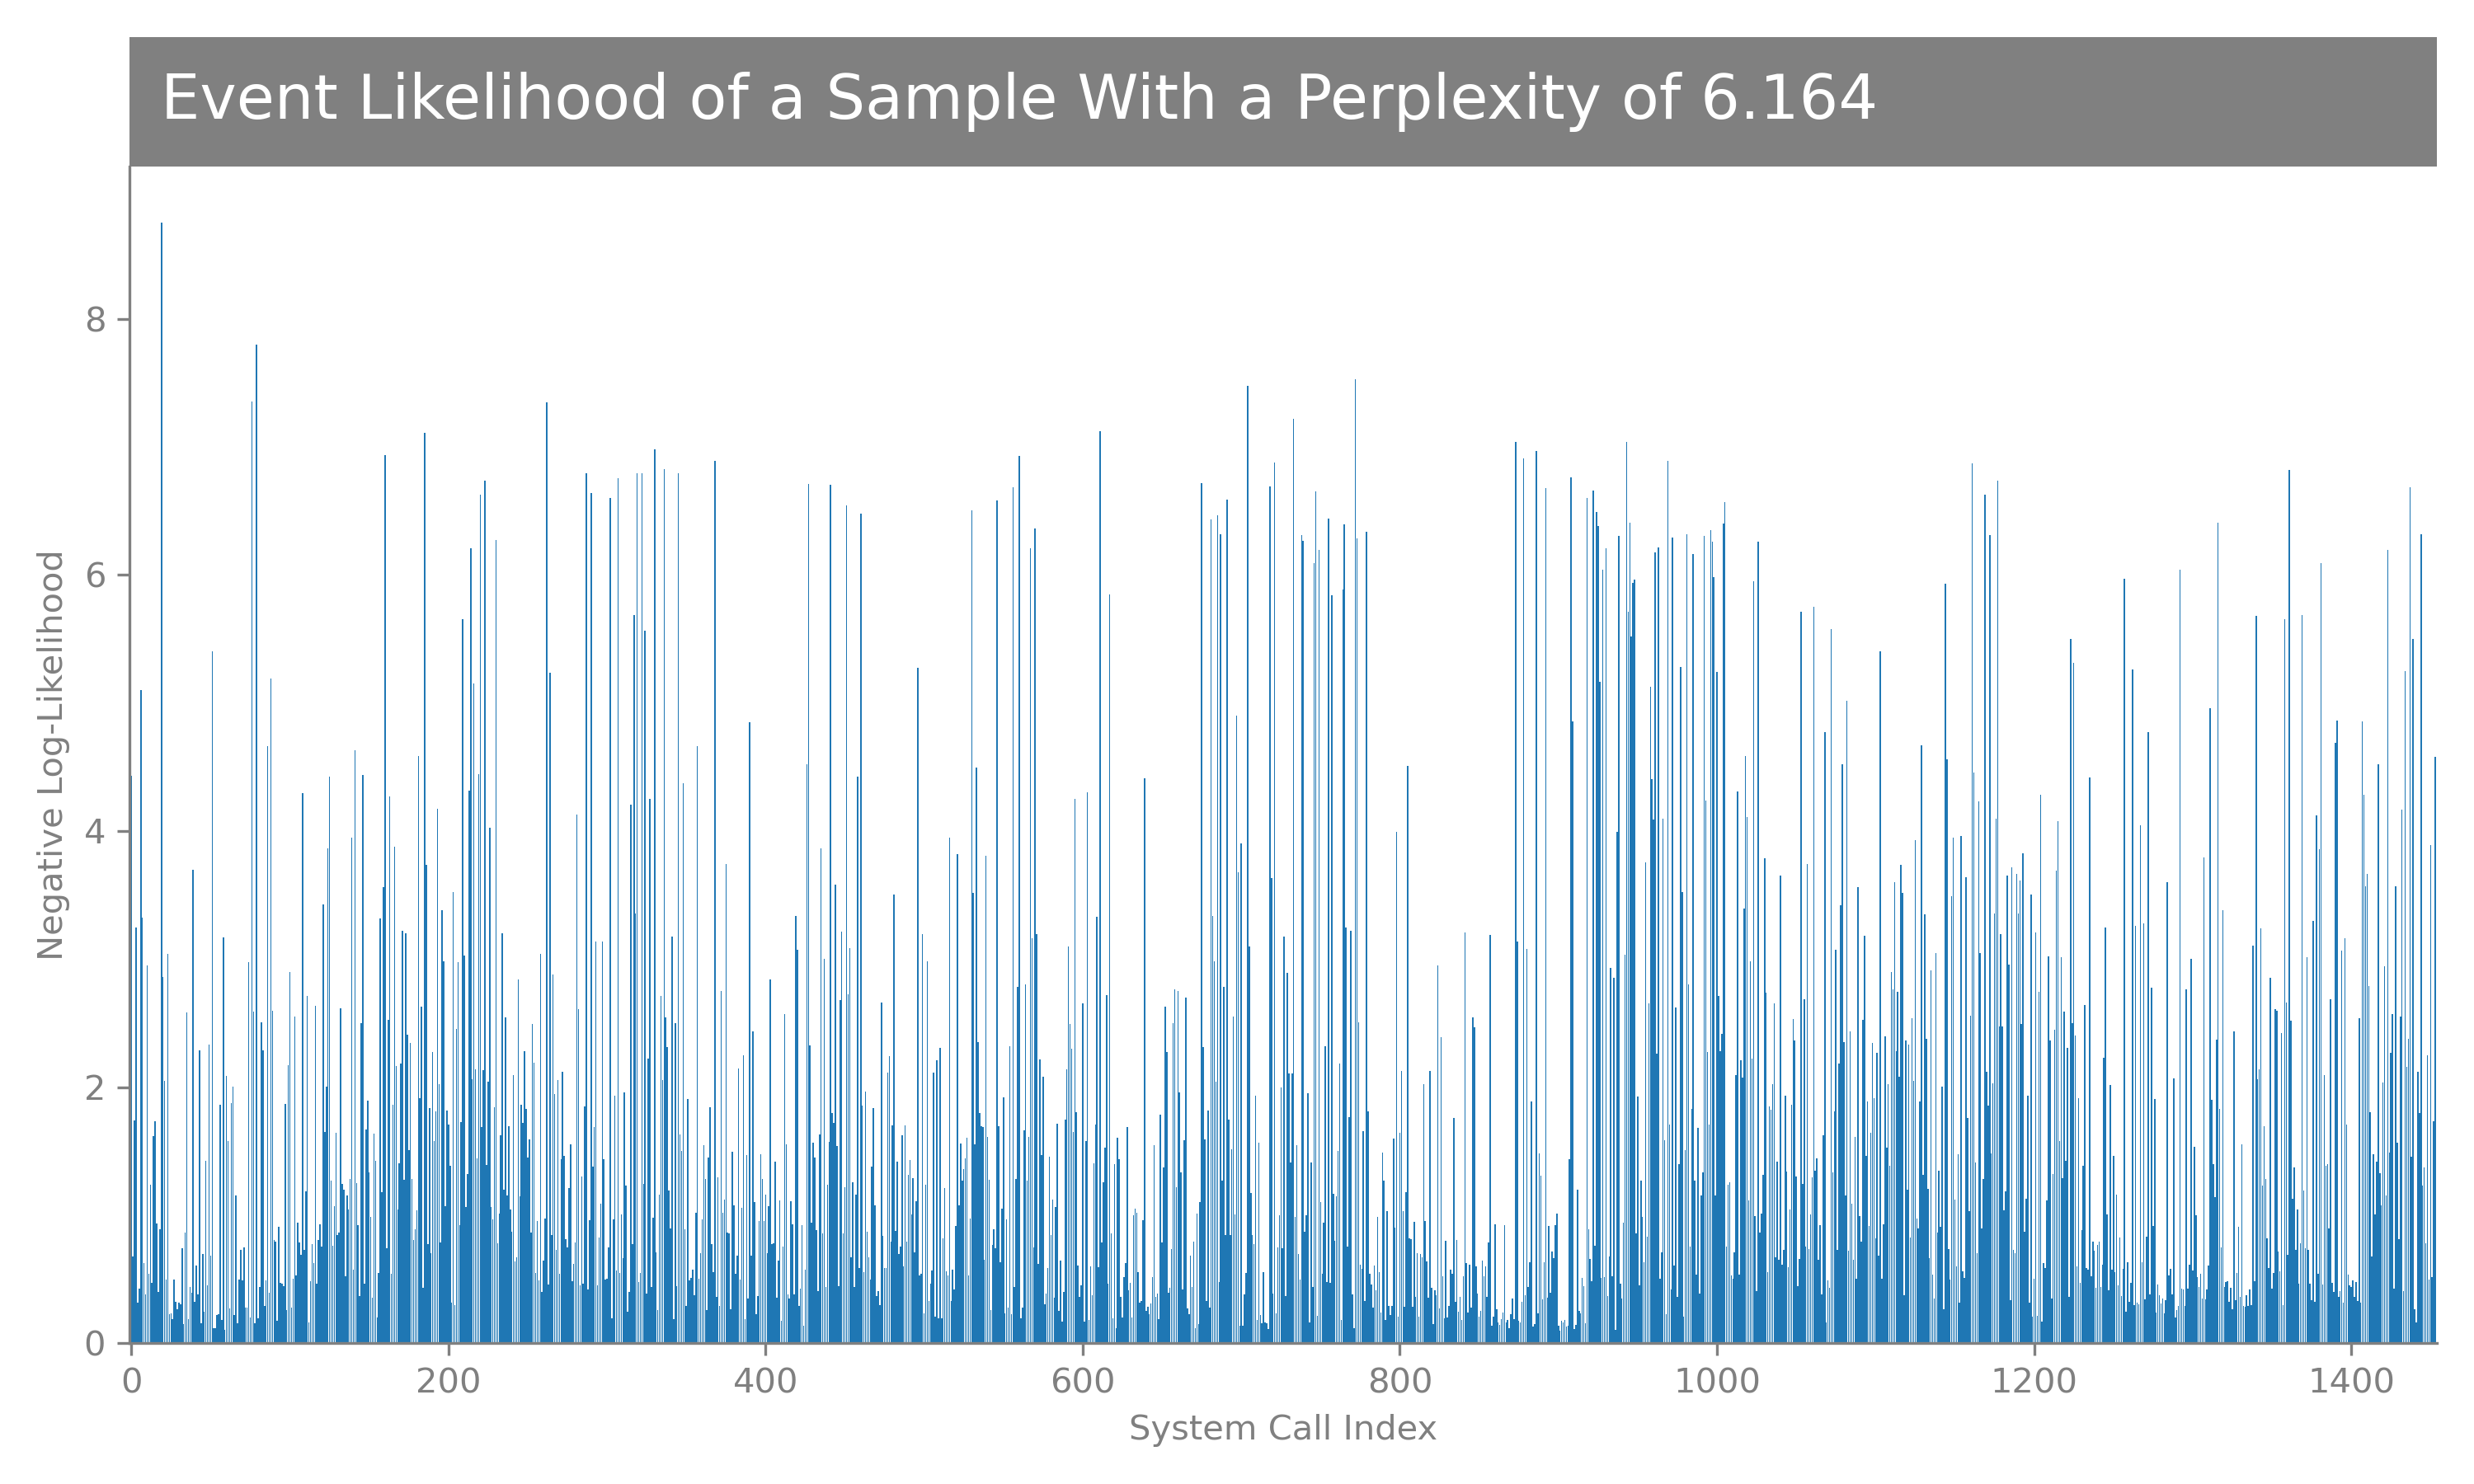 Event Likelihood of a Sample With a Perplexity of 6.164
8
6
4
2
0
Negative Log-Likelihood
0 200 400 600 800 1000 1200 1400
System Call Index